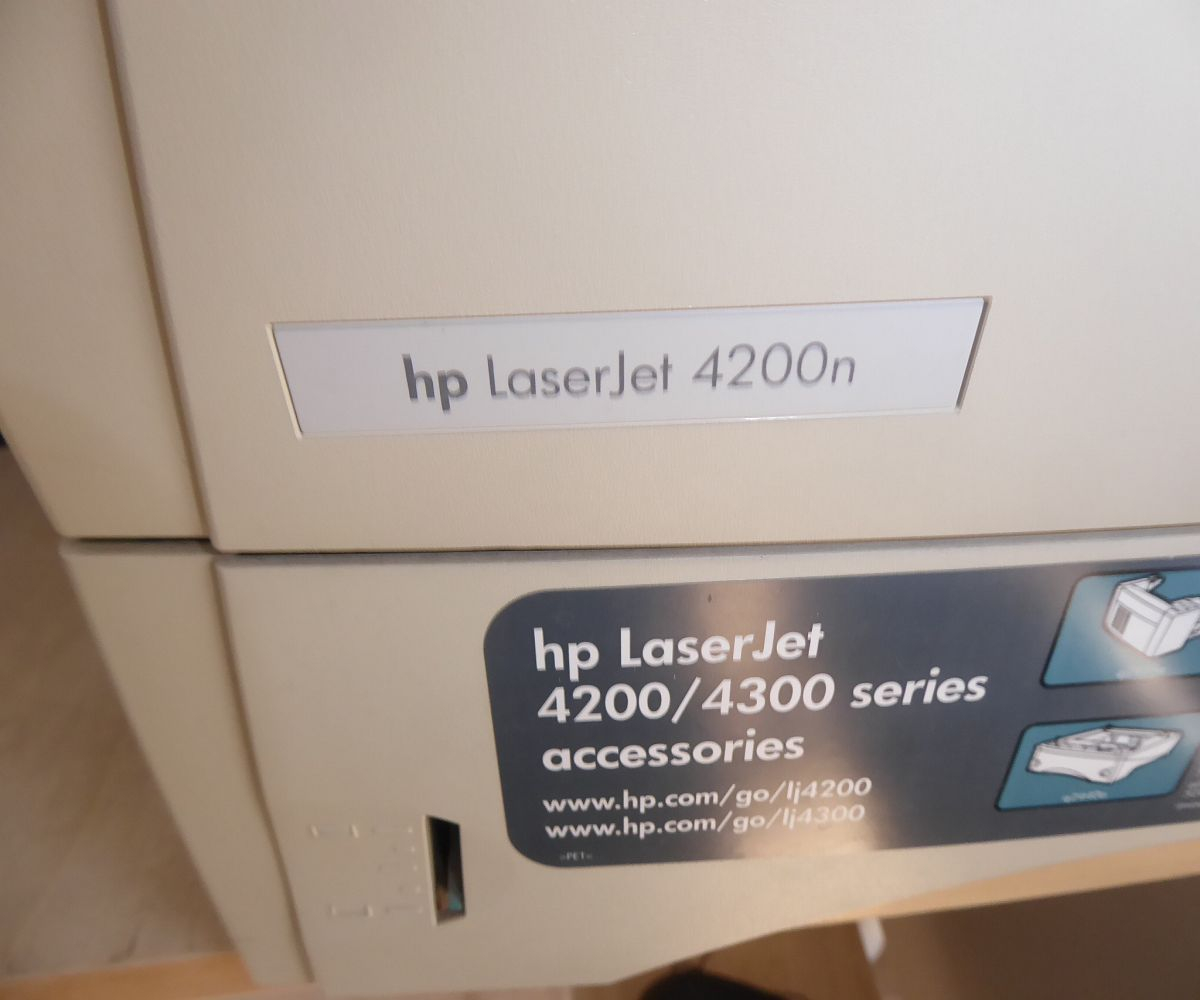 hp LaserJet 4200n
hp LaserJet
4200/4300 series
accessories
www.hp.com/go/lj4200
www.hp.com/go/lj4300
>PET<